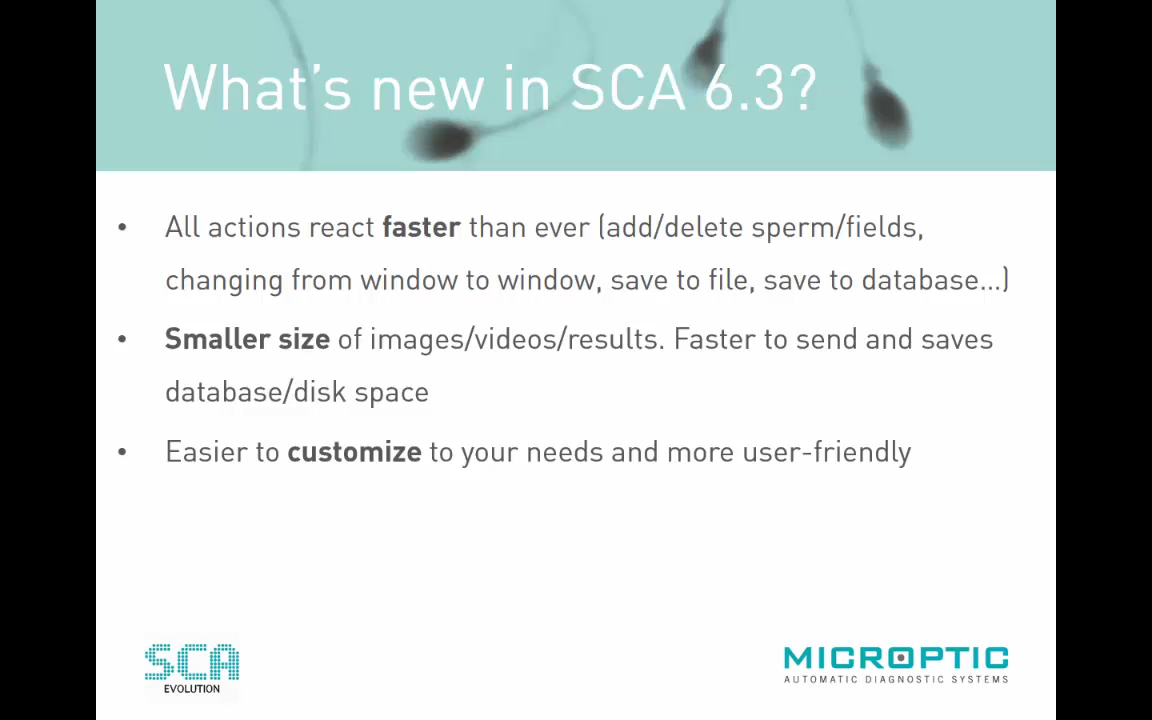 What's new in SCA 6.3?
• All actions react faster than ever (add/delete sperm/fields,
changing from window to window, save to file, save to database...)
• Smaller size of images/videos/results. Faster to send and saves
database/disk space
• Easier to customize to your needs and more user-friendly
SCA
EVOLUTION
MICROPTIC
AUTOMATIC DIAGNOSTIC SYSTEMS